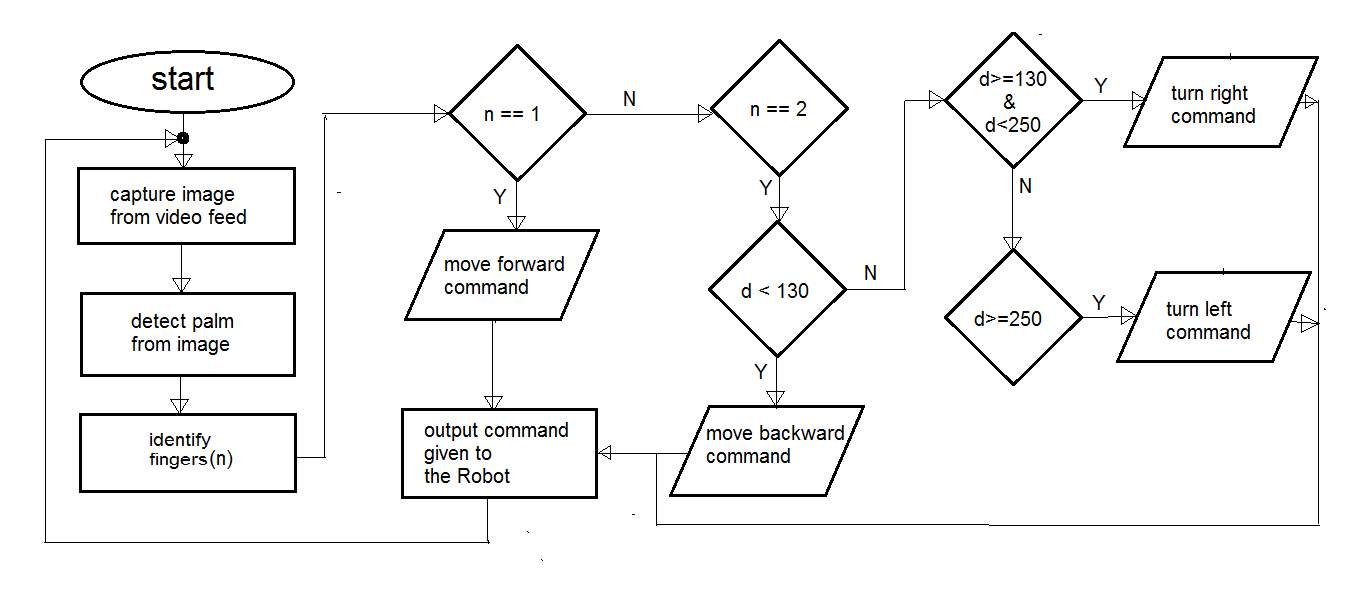 start
capture image
from video feed
detect palm
from image
identify
fingers(n)
n == 1
N
Y
move forward
command
output command
given to
the Robot
n == 2
Y
d < 130
N
Y
move backward
command
d>=130
&
d<250
Y
N
turn right
command
d>=250
Y
turn left
command